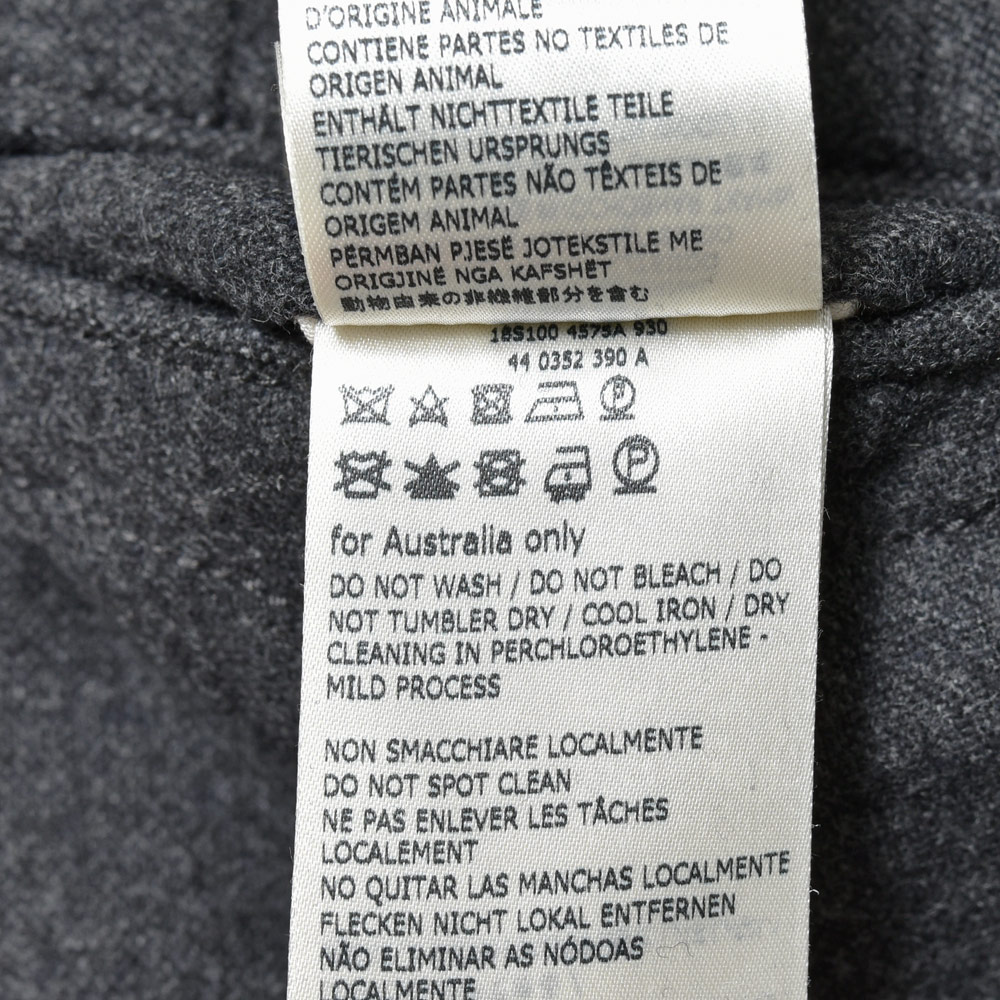 D'ORIGINE ANIMALE
CONTIENE PARTES NO TEXTILES DE
ORIGEN ANIMAL
ENTHÄLT NICHTTEXTILE TEILE
TIERISCHEN URSPRUNGS
CONTÉM PARTES NÃO TÊXTEIS DE
ORIGEM ANIMAL
PËRMBAN PJESË JOTEKSTILE ME
ORIGJINË NGA KAFSHËT
動物由来の非繊維部分を含む
18S100 4575A 930
44 0352 390 A
P
P
for Australia only
DO NOT WASH / DO NOT BLEACH / DO
NOT TUMBLER DRY / COOL IRON / DRY
CLEANING IN PERCHLOROETHYLENE -
MILD PROCESS
NON SMACCHIARE LOCALMENTE
DO NOT SPOT CLEAN
NE PAS ENLEVER LES TÂCHES
LOCALEMENT
NO QUITAR LAS MANCHAS LOCALMENTE
FLECKEN NICHT LOKAL ENTFERNEN
NÃO ELIMINAR AS NÓDOAS
LOCALMENTE